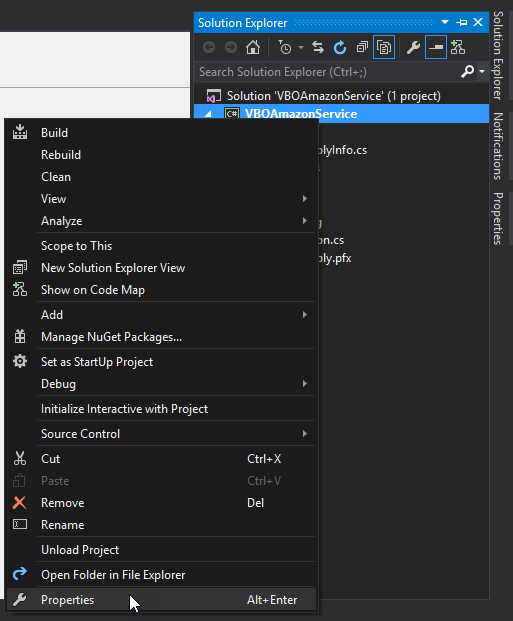 Solution Explorer
Search Solution Explorer (Ctrl+;)
Solution 'VBOAmazonService' (1 project)
C# VBOAmazonService
blyInfo.cs
on.cs
bly.pfx
Build
Rebuild
Clean
View
Analyze
Scope to This
New Solution Explorer View
Show on Code Map
Add
Manage NuGet Packages...
Set as StartUp Project
Debug
Initialize Interactive with Project
Source Control
Cut Ctrl+X
Paste Ctrl+V
Remove Del
Rename
Unload Project
Open Folder in File Explorer
Properties Alt+Enter
Solution Explorer
Notifications
Properties